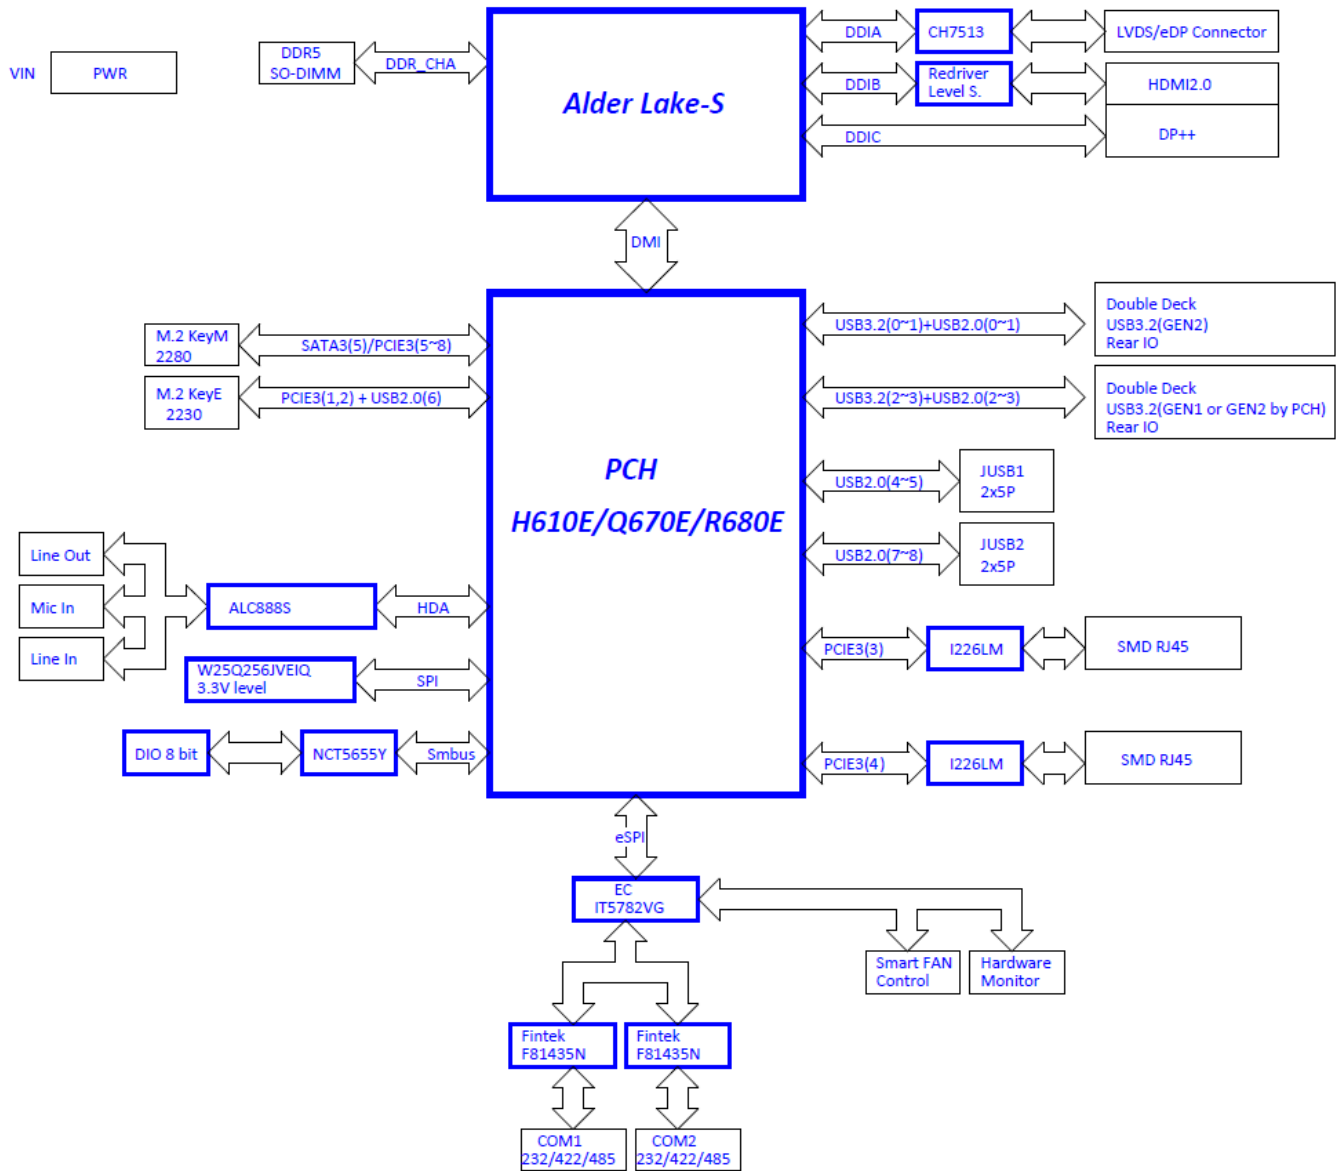 VIN
PWR
DDR5
SO-DIMM
DDR_CHA
Alder Lake-S
DDIA
CH7513
LVDS/eDP Connector
DDIB
Redriver
Level S.
HDMI2.0
DDIC
DP++
DMI
M.2 KeyM
2280
SATA3(5)/PCIE3(5~8)
M.2 KeyE
2230
PCIE3(1,2) + USB2.0(6)
PCH
H610E/Q670E/R680E
USB3.2(0~1)+USB2.0(0~1)
Double Deck
USB3.2(GEN2)
Rear IO
USB3.2(2~3)+USB2.0(2~3)
Double Deck
USB3.2(GEN1 or GEN2 by PCH)
Rear IO
USB2.0(4~5)
JUSB1
2x5P
USB2.0(7~8)
JUSB2
2x5P
Line Out
Mic In
Line In
ALC888S
HDA
W25Q256JVEIQ
3.3V level
SPI
DIO 8 bit
NCT5655Y
Smbus
PCIE3(3)
I226LM
SMD RJ45
PCIE3(4)
I226LM
SMD RJ45
eSPI
EC
IT5782VG
Smart FAN
Control
Hardware
Monitor
Fintek
F81435N
Fintek
F81435N
COM1
232/422/485
COM2
232/422/485